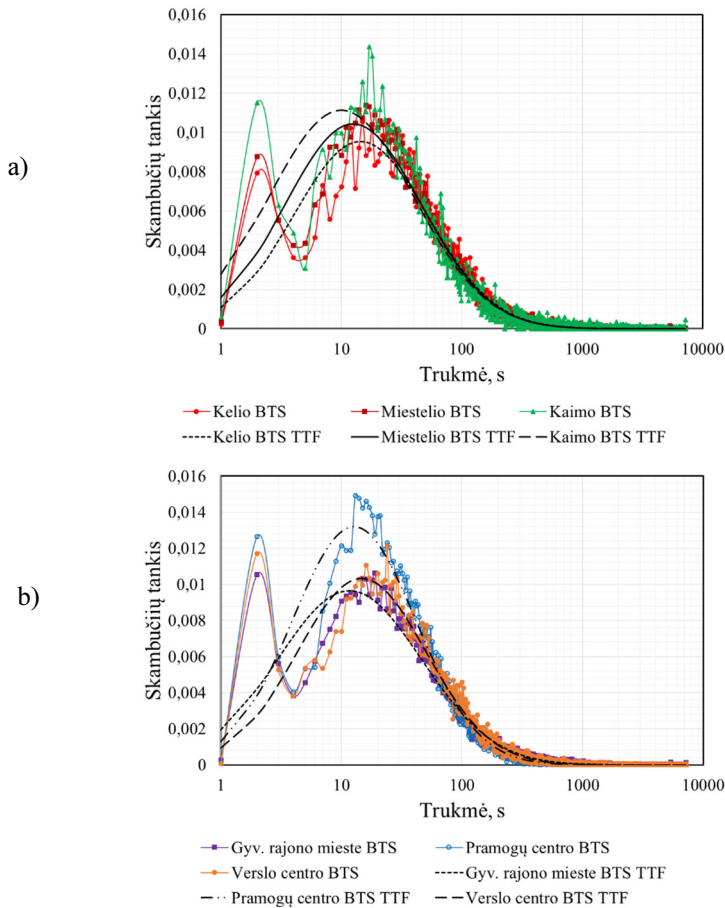 a)
0,016
0,014
0,012
0,01
0,008
0,006
0,004
0,002
0
Skambučių tankis
1 10 100 1000 10000
Trukmė, s
Kelio BTS Miestelio BTS Kaimo BTS
Kelio BTS TTF Miestelio BTS TTF Kaimo BTS TTF
b)
0,016
0,014
0,012
0,01
0,008
0,006
0,004
0,002
0
Skambučių tankis
1 10 100 1000 10000
Trukmė, s
Gyv. rajono mieste BTS Pramogų centro BTS
Verslo centro BTS Gyv. rajono mieste BTS TTF
Pramogų centro BTS TTF Verslo centro BTS TTF